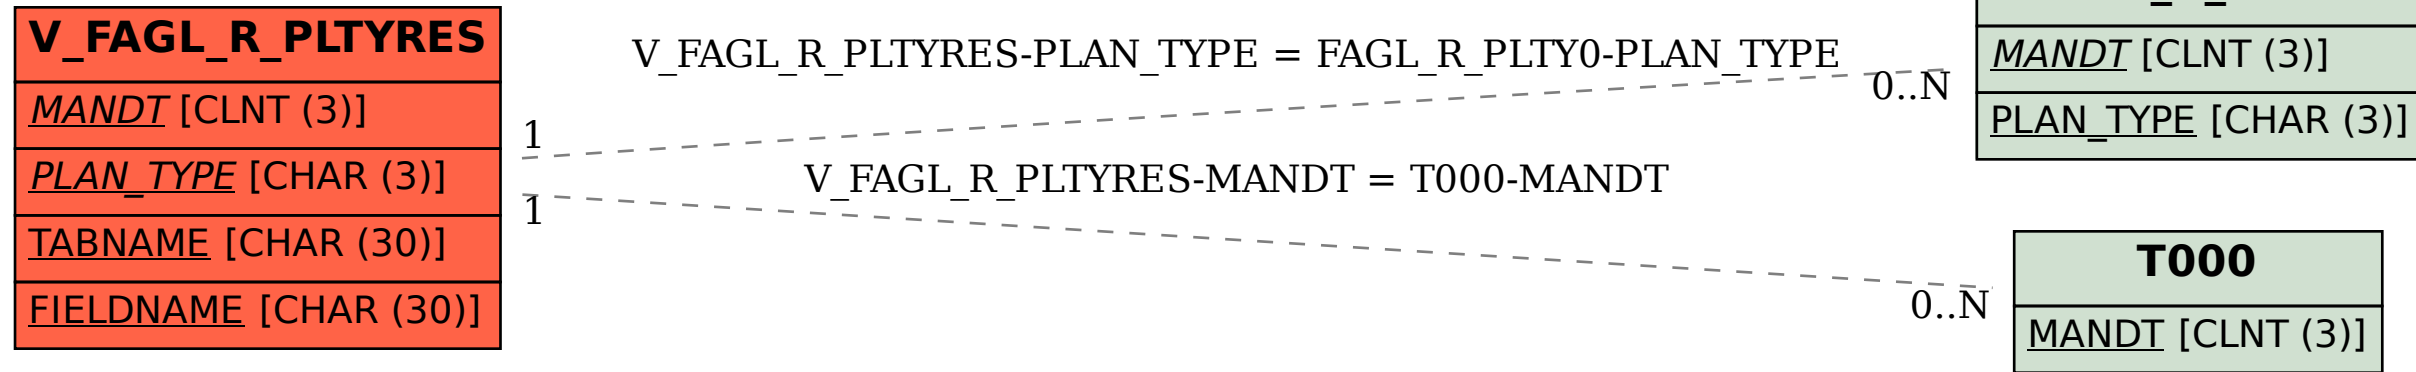 V_FAGL_R_PLTYRES
MANDT [CLNT (3)]
PLAN_TYPE [CHAR (3)]
TABNAME [CHAR (30)]
FIELDNAME [CHAR (30)]
V_FAGL_R_PLTYRES-PLAN_TYPE = FAGL_R_PLTY0-PLAN_TYPE
1
0..N
V_FAGL_R_PLTYRES-MANDT = T000-MANDT
1
0..N
MANDT [CLNT (3)]
PLAN_TYPE [CHAR (3)]
T000
MANDT [CLNT (3)]